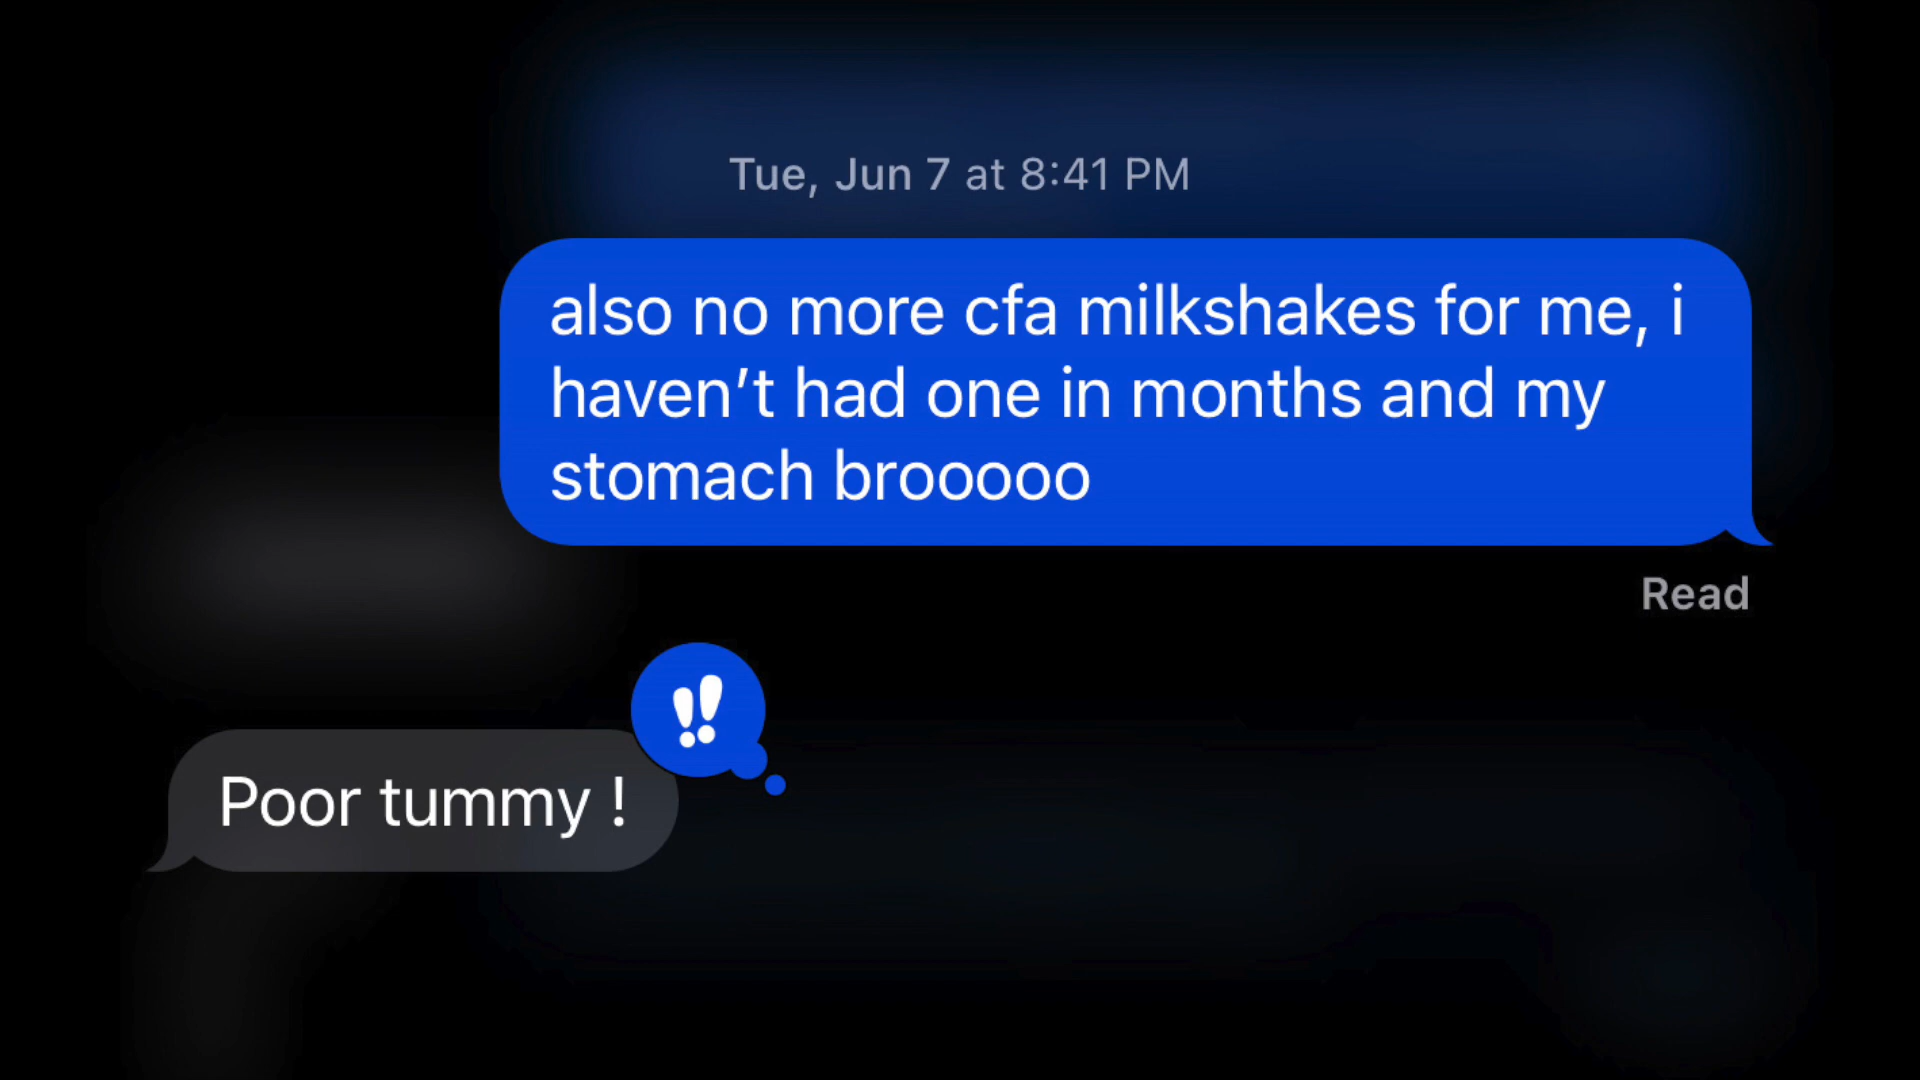 Tue, Jun 7 at 8:41 PM
also no more cfa milkshakes for me, i
haven’t had one in months and my
stomach brooooo
Read
‼
Poor tummy !